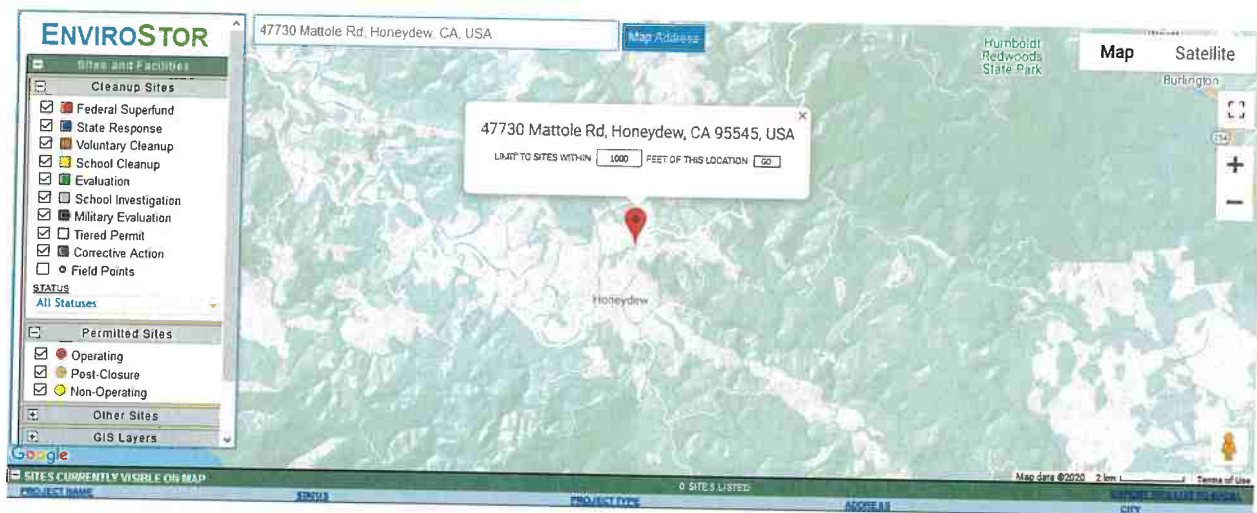 ENVIROSTOR
47730 Mattole Rd, Honeydew, CA, USA
Map Address
Sites and Facilities
Cleanup Sites
Federal Superfund
State Response
Voluntary Cleanup
School Cleanup
Evaluation
School Investigation
Military Evaluation
Tiered Permit
Corrective Action
Field Points
STATUS
All Statuses
Permitted Sites
Operating
Post-Closure
Non-Operating
Other Sites
GIS Layers
Google
Humboldt
Redwoods
State Park
Map Satellite
Burlington
254
47730 Mattole Rd, Honeydew, CA 95545, USA
LIMIT TO SITES WITHIN 1000 FEET OF THIS LOCATION GO
Honeydew
Map data ©2020 2 km Terms of Use
SITES CURRENTLY VISIBLE ON MAP
0 SITES LISTED
PROJECT NAME STATUS PROJECT TYPE ADDRESS CITY